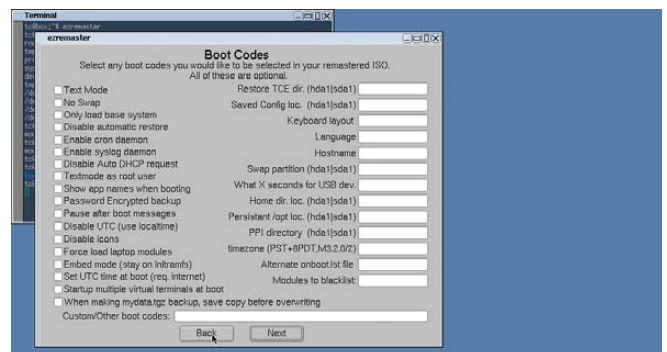 Terminal
ezremaster
Boot Codes
Select any boot codes you would like to be selected in your remastered ISO.
All of these are optional.
Text Mode
No Swap
Only load base system
Disable automatic restore
Enable cron daemon
Enable syslog daemon
Disable Auto DHCP request
Textmode as root user
Show app names when booting
Password Encrypted backup
Pause after boot messages
Disable UTC (use localtime)
Disable icons
Force load laptop modules
Embed mode (stay on initramfs)
Set UTC time at boot (req. internet)
Startup multiple virtual terminals at boot
When making mydata.tgz backup, save copy before overwriting
Restore TCE dir. (hda1|sda1)
Saved Config loc. (hda1|sda1)
Keyboard layout
Language
Hostname
Swap partition (hda1|sda1)
What X seconds for USB dev.
Home dir. loc. (hda1|sda1)
Persistant /opt loc. (hda1|sda1)
PPI directory (hda1|sda1)
timezone (PST+8PDT,M3.2.0/2)
Alternate onboot.lst file
Modules to blacklist:
Custom/Other boot codes:
Back
Next